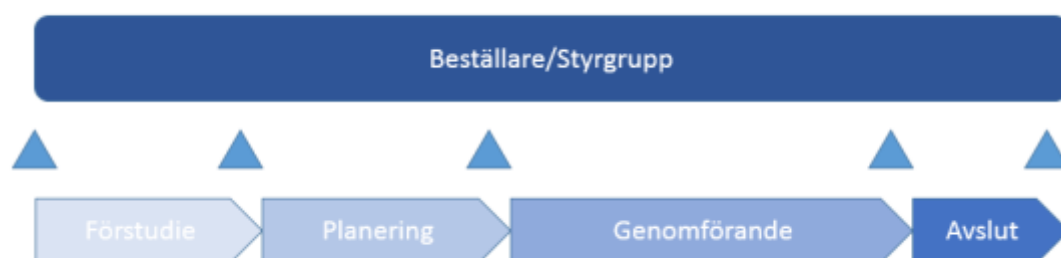 Beställare/Styrgrupp
Förstudie
Planering
Genomförande
Avslut